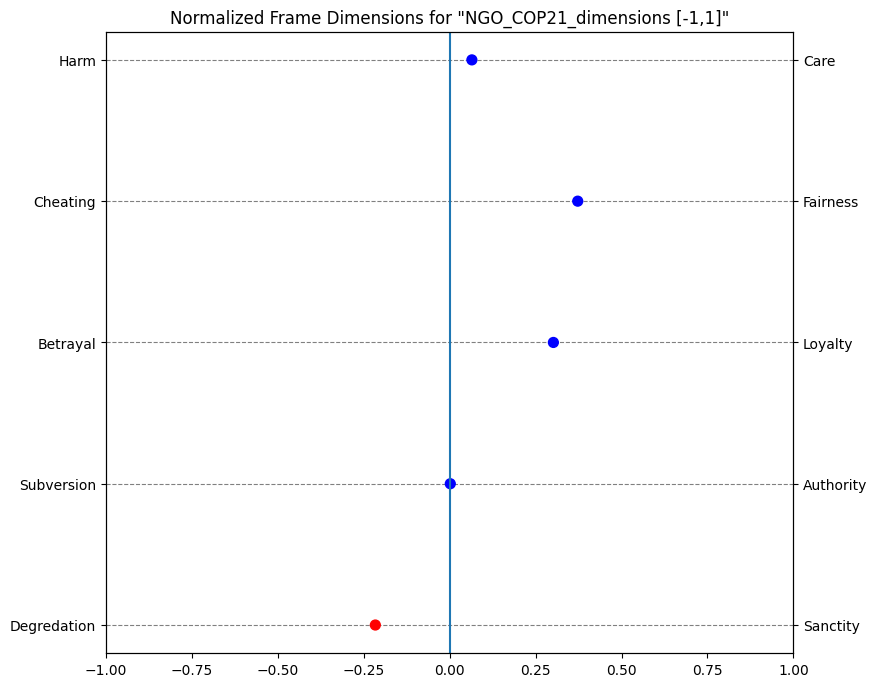 Normalized Frame Dimensions for "NGO_COP21_dimensions [-1,1]"
Harm Care
Cheating Fairness
Betrayal Loyalty
Subversion Authority
Degredation Sanctity
−1.00 −0.75 −0.50 −0.25 0.00 0.25 0.50 0.75 1.00